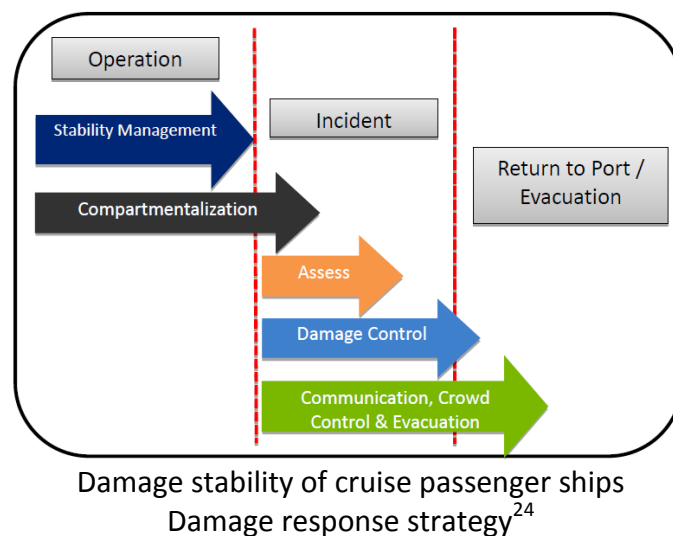 Operation
Stability Management
Incident
Return to Port /
Evacuation
Compartmentalization
Assess
Damage Control
Communication, Crowd
Control & Evacuation
Damage stability of cruise passenger ships
Damage response strategy24